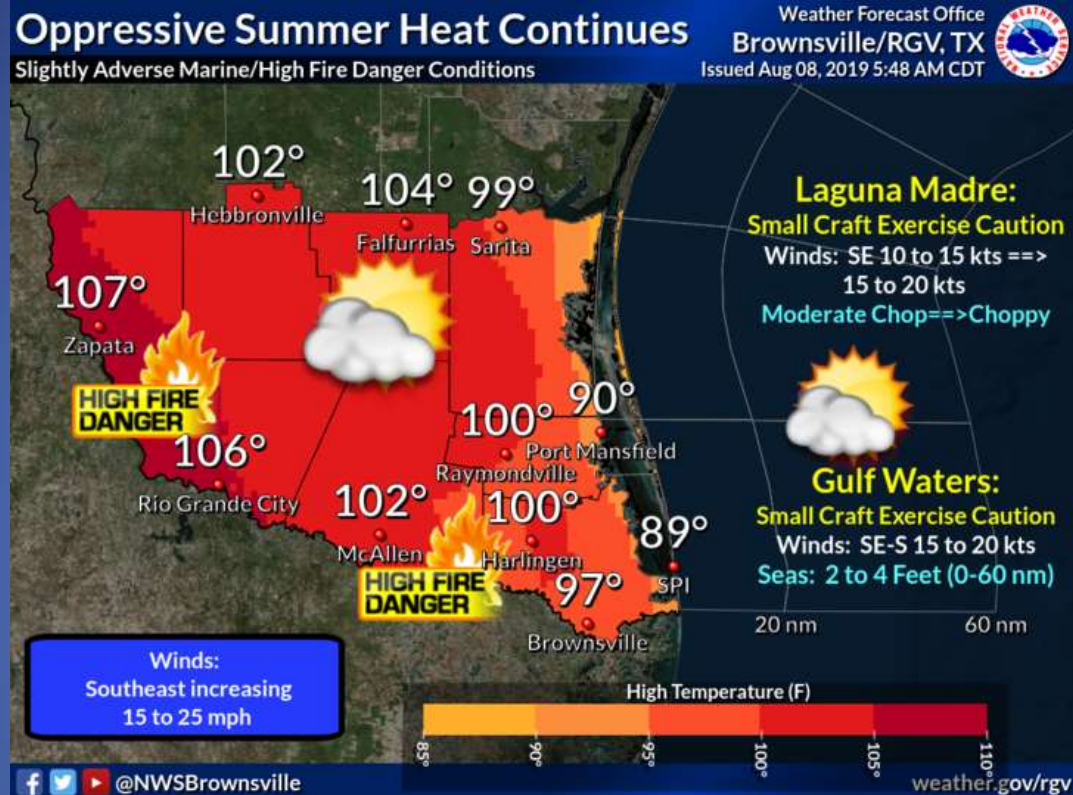 Oppressive Summer Heat Continues
Slightly Adverse Marine/High Fire Danger Conditions
Weather Forecast Office
Brownsville/RGV, TX
Issued Aug 08, 2019 5:48 AM CDT
NATIONAL WEATHER SERVICE
102°
Hebbronville
104°
Falfurrias
99°
Sarita
107°
Zapata
HIGH FIRE
DANGER
106°
Rio Grande City
100°
Raymondville
90°
Port Mansfield
102°
McAllen
HIGH FIRE
DANGER
100°
Harlingen
97°
Brownsville
89°
SPI
Laguna Madre:
Small Craft Exercise Caution
Winds: SE 10 to 15 kts ==>
15 to 20 kts
Moderate Chop==>Choppy
Gulf Waters:
Small Craft Exercise Caution
Winds: SE-S 15 to 20 kts
Seas: 2 to 4 Feet (0-60 nm)
20 nm
60 nm
Winds:
Southeast increasing
15 to 25 mph
High Temperature (F)
85°
90°
95°
100°
105°
110°
@NWSBrownsville
weather.gov/rgv